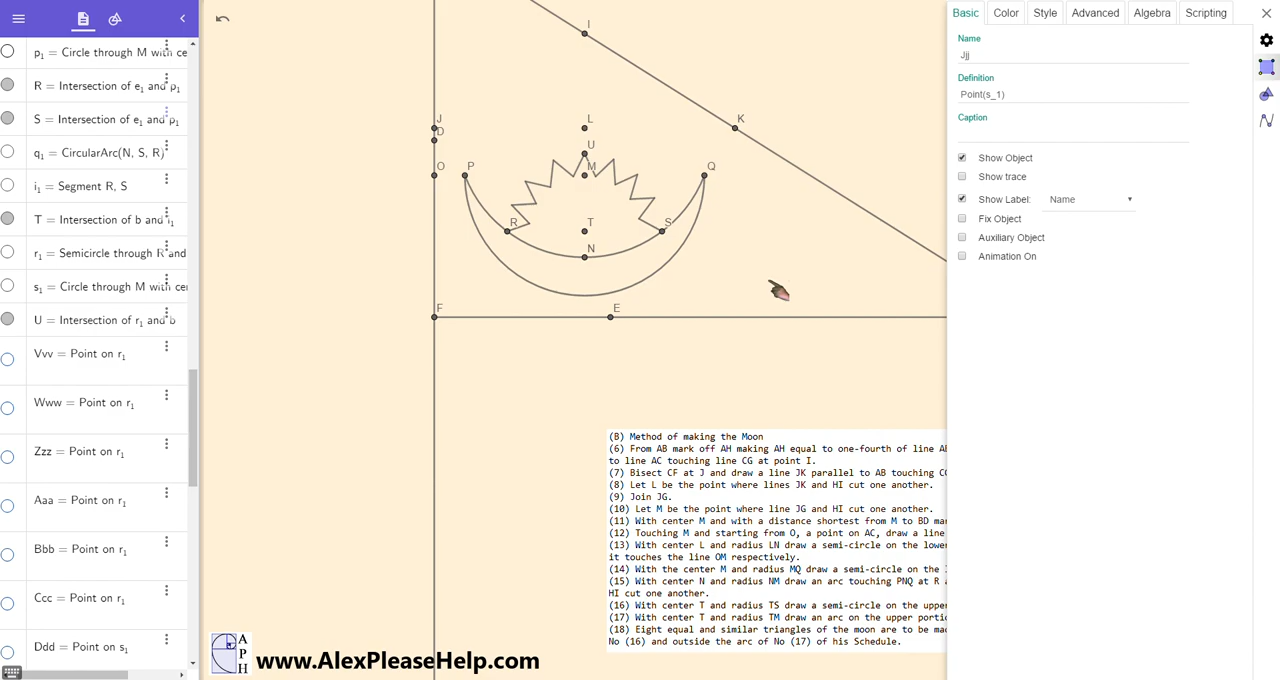 p₁ = Circle through M with ce
R = Intersection of e₁ and p₁
S = Intersection of e₁ and p₁
q₁ = CircularArc(N, S, R)
i₁ = Segment R, S
T = Intersection of b and i₁
r₁ = Semicircle through R and
s₁ = Circle through M with ce
U = Intersection of r₁ and b
Vvv = Point on r₁
Www = Point on r₁
Zzz = Point on r₁
Aaa = Point on r₁
Bbb = Point on r₁
Ccc = Point on r₁
Ddd = Point on s₁
I
J
L
K
D
U
O
P
M
Q
R
T
S
N
F
E
(B) Method of making the Moon
(6) From AB mark off AH making AH equal to one-fourth of line AB
to line AC touching line CG at point I.
(7) Bisect CF at J and draw a line JK parallel to AB touching CG
(8) Let L be the point where lines JK and HI cut one another.
(9) Join JG.
(10) Let M be the point where line JG and HI cut one another.
(11) With center M and with a distance shortest from M to BD mar
(12) Touching M and starting from O, a point on AC, draw a line
(13) With center L and radius LN draw a semi-circle on the lower
it touches the line OM respectively.
(14) With the center M and radius MQ draw a semi-circle on the
(15) With center N and radius NM draw an arc touching PNQ at R a
HI cut one another.
(16) With center T and radius TS draw a semi-circle on the upper
(17) With center T and radius TM draw an arc on the upper portio
(18) Eight equal and similar triangles of the moon are to be mad
No (16) and outside the arc of No (17) of his Schedule.
A
P
H
www.AlexPleaseHelp.com
Basic Color Style Advanced Algebra Scripting
Name
Jjj
Definition
Point(s_1)
Caption
Show Object
Show trace
Show Label: Name
Fix Object
Auxiliary Object
Animation On